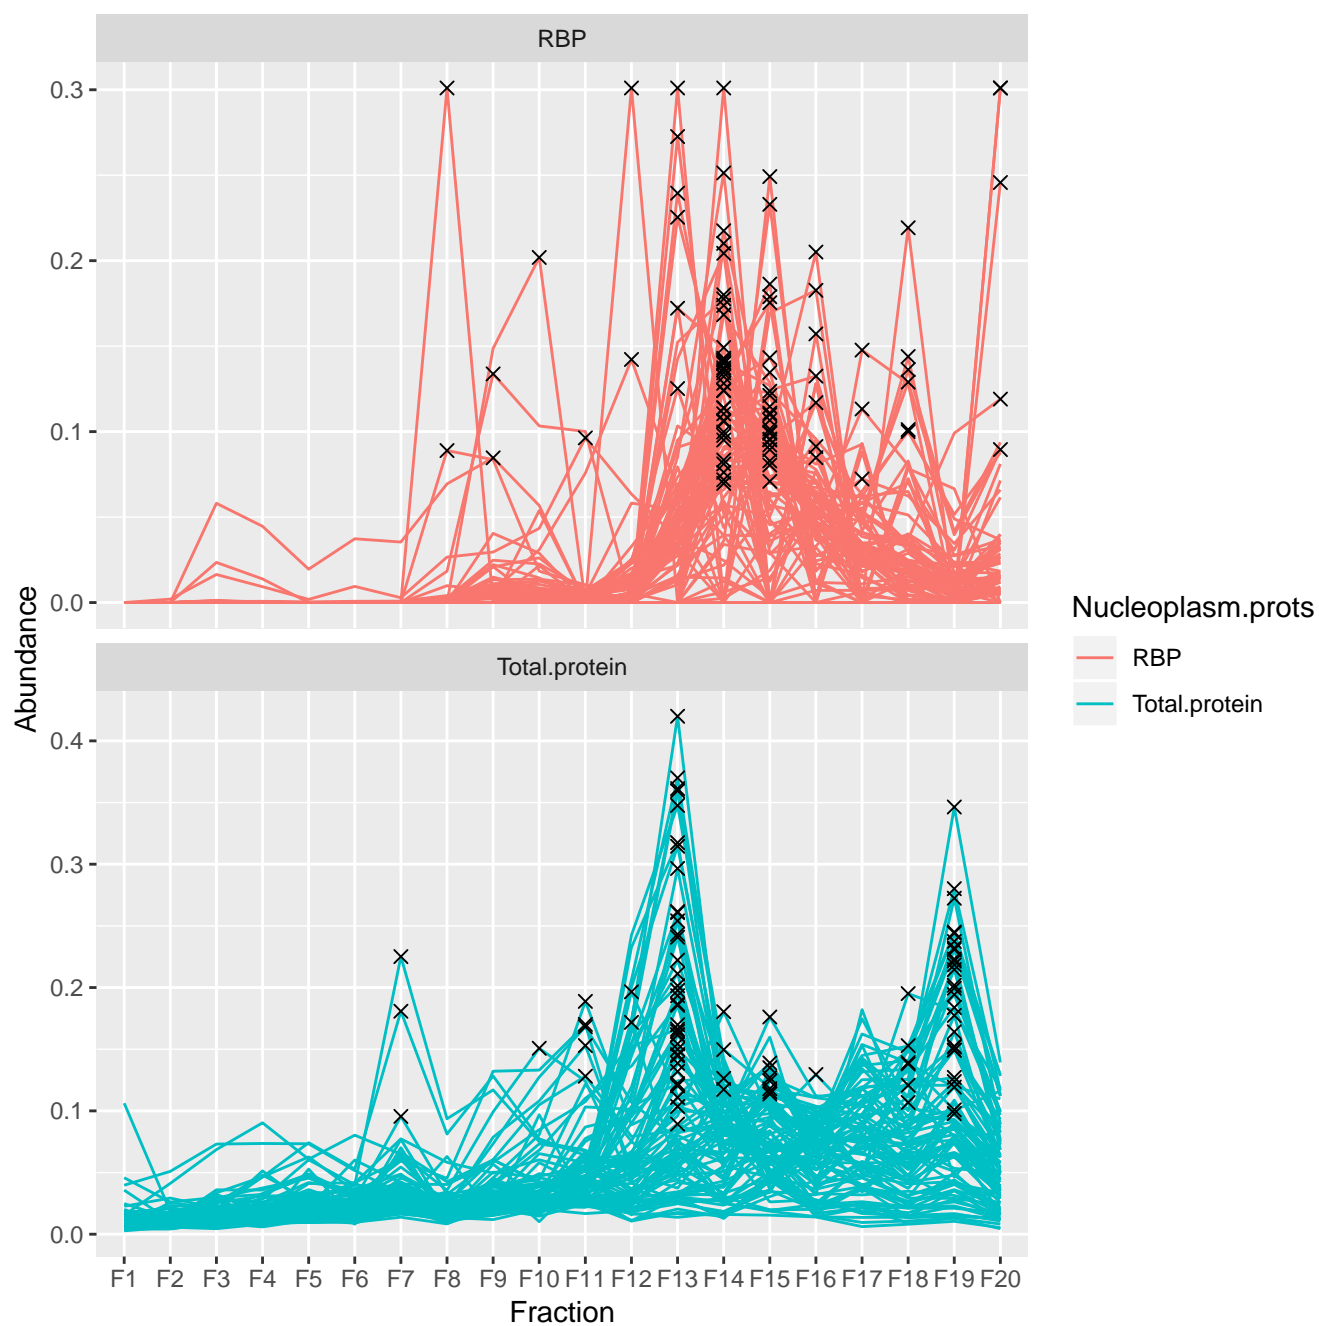 RBP
0.3
0.2
0.1
0.0
Abundance
Total.protein
0.4
0.3
0.2
0.1
0.0
F1 F2 F3 F4 F5 F6 F7 F8 F9 F10 F11 F12 F13 F14 F15 F16 F17 F18 F19 F20
Fraction
Nucleoplasm.prots
RBP
Total.protein